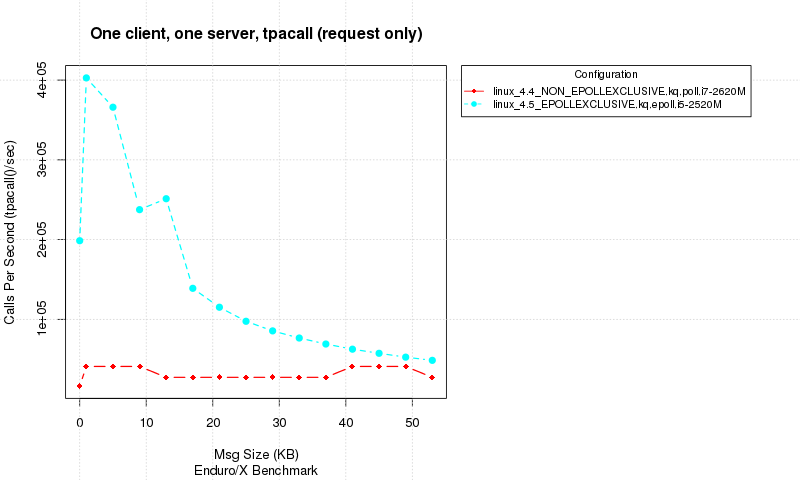 One client, one server, tpacall (request only)
Configuration
linux_4.4_NON_EPOLLEXCLUSIVE.kq.poll.i7-2620M
linux_4.5_EPOLLEXCLUSIVE.kq.epoll.i5-2520M
Calls Per Second (tpacall()/sec)
4e+05
3e+05
2e+05
1e+05
0 10 20 30 40 50
Msg Size (KB)
Enduro/X Benchmark